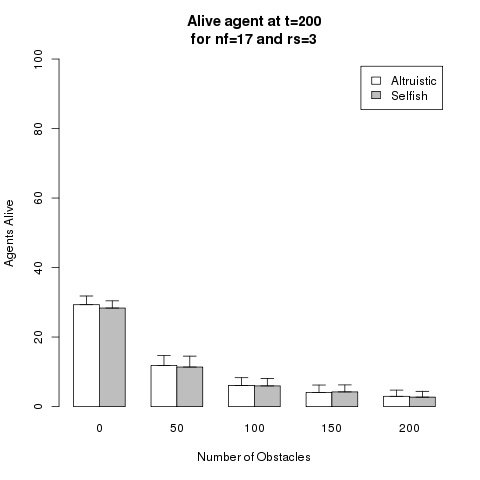 Alive agent at t=200
for nf=17 and rs=3
Altruistic
Selfish
Agents Alive
100
80
60
40
20
0
0 50 100 150 200
Number of Obstacles